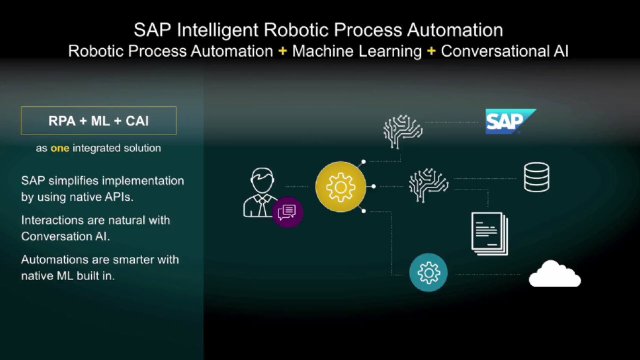 SAP Intelligent Robotic Process Automation
Robotic Process Automation + Machine Learning + Conversational AI
RPA + ML + CAI
as one integrated solution
SAP simplifies implementation
by using native APIs.
Interactions are natural with
Conversation AI.
Automations are smarter with
native ML built in.
SAP